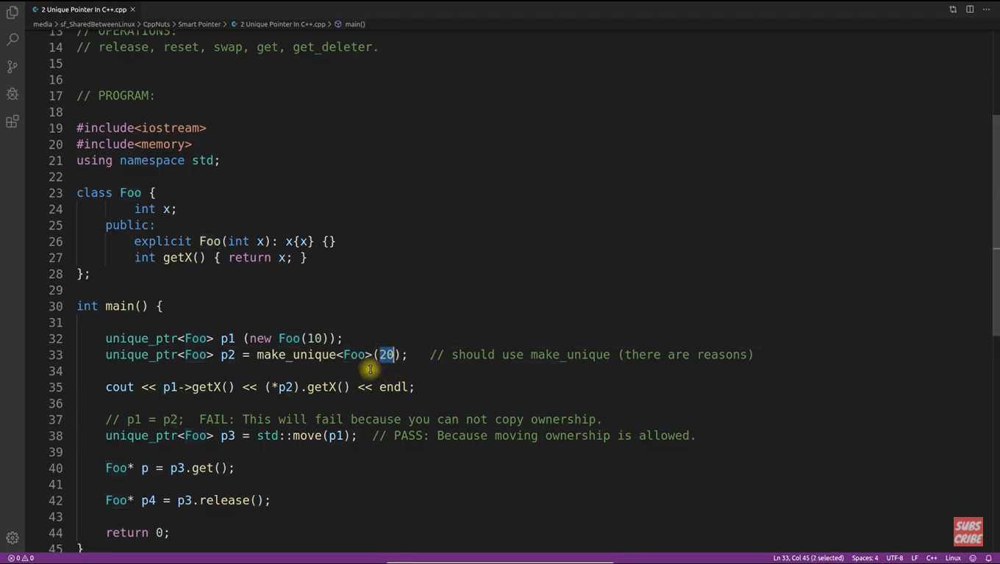 2 Unique Pointer In C++.cpp ×
media > sf_SharedBetweenLinux > CppNuts > Smart Pointer > 2 Unique Pointer In C++.cpp > main()
13 // OPERATIONS:
14 // release, reset, swap, get, get_deleter.
15
16
17 // PROGRAM:
18
19 #include<iostream>
20 #include<memory>
21 using namespace std;
22
23 class Foo {
24 int x;
25 public:
26 explicit Foo(int x): x{x} {}
27 int getX() { return x; }
28 };
29
30 int main() {
31
32 unique_ptr<Foo> p1 (new Foo(10));
33 unique_ptr<Foo> p2 = make_unique<Foo>(20); // should use make_unique (there are reasons)
34
35 cout << p1->getX() << (*p2).getX() << endl;
36
37 // p1 = p2; FAIL: This will fail because you can not copy ownership.
38 unique_ptr<Foo> p3 = std::move(p1); // PASS: Because moving ownership is allowed.
39
40 Foo* p = p3.get();
41
42 Foo* p4 = p3.release();
43
44 return 0;
45 }
SUBS
CRIBE
0 0 Ln 33, Col 45 (2 selected) Spaces: 4 UTF-8 LF C++ Linux